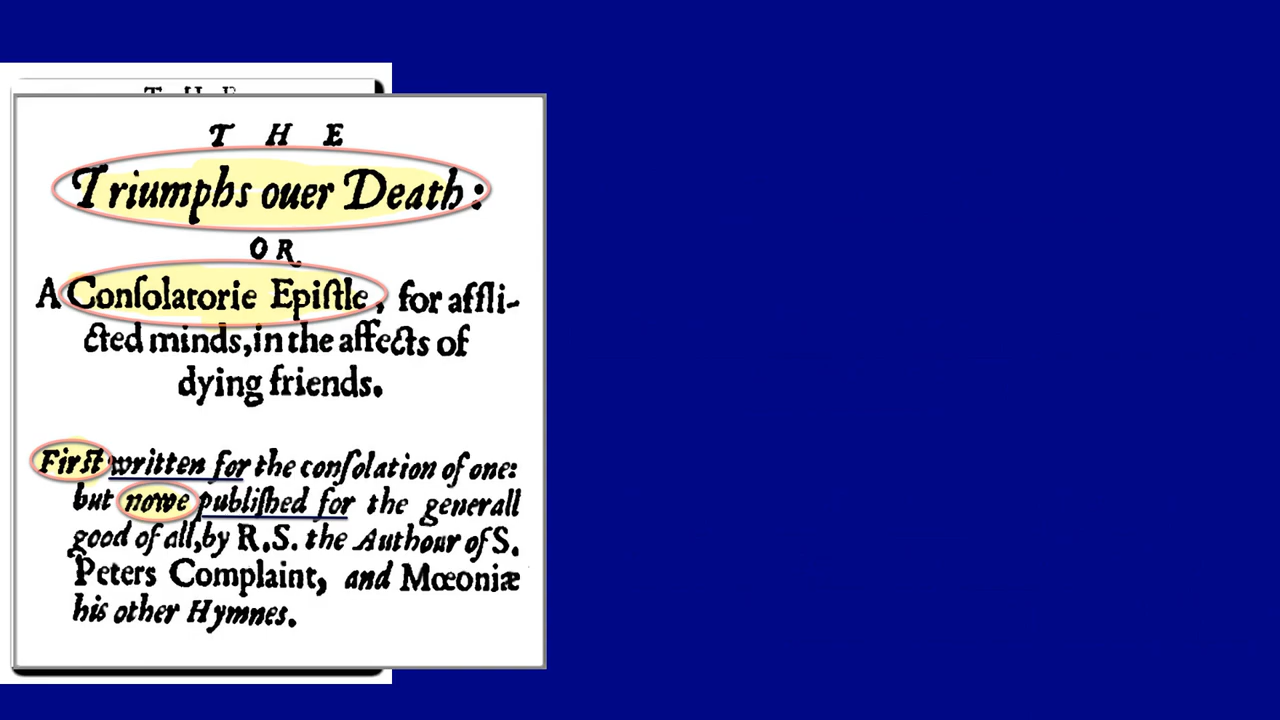 T H E
T H E
Triumphs ouer Death:
OR
A Conſolatorie Epiſtle, for affli-
cted minds, in the affects of
dying friends.
Firſt written for the conſolation of one:
but nowe publiſhed for the generall
good of all, by R.S. the Authour of S.
Peters Complaint, and Mœoniæ
his other Hymnes.